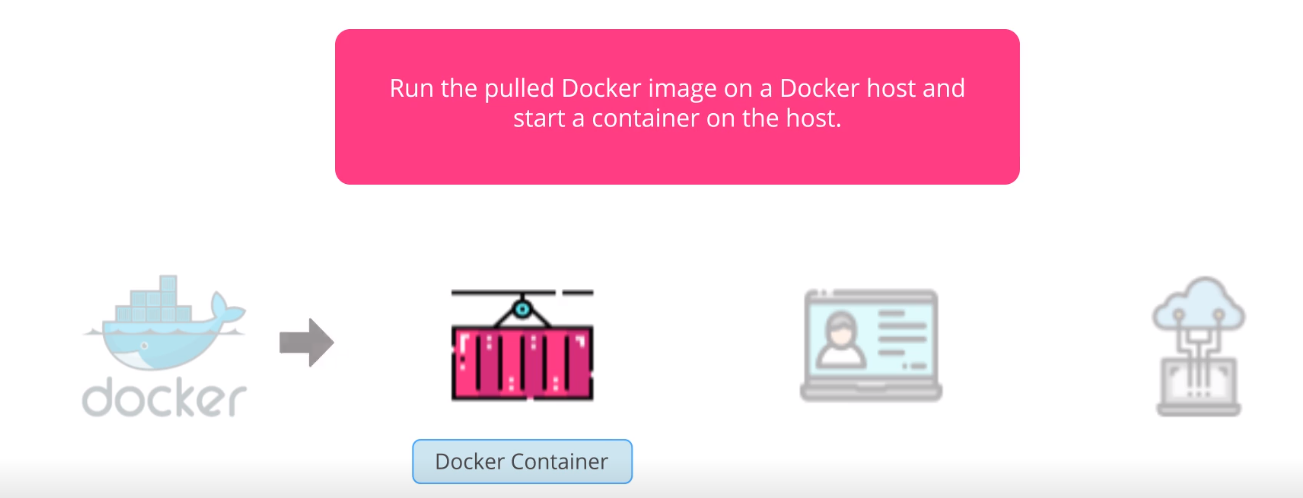 Run the pulled Docker image on a Docker host and
start a container on the host.
docker
Docker Container